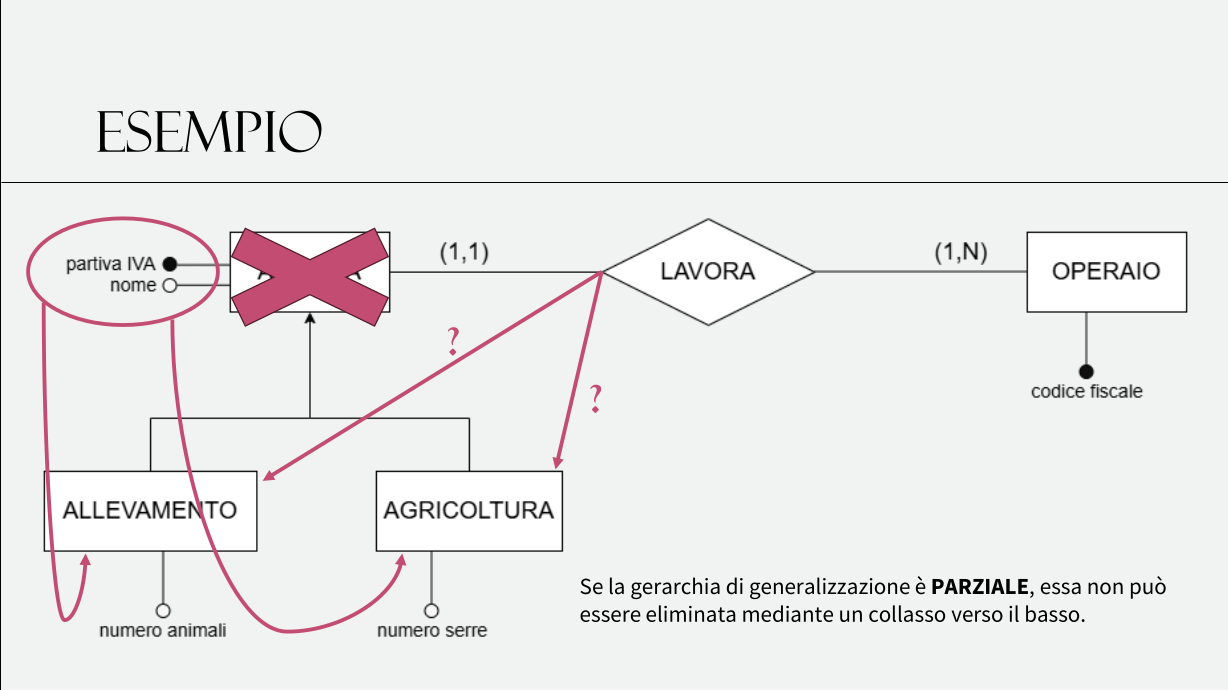 ESEMPIO
partiva IVA
nome
(1,1)
LAVORA
(1,N)
OPERAIO
?
?
codice fiscale
ALLEVAMENTO
AGRICOLTURA
Se la gerarchia di generalizzazione è PARZIALE, essa non può
essere eliminata mediante un collasso verso il basso.
numero animali
numero serre